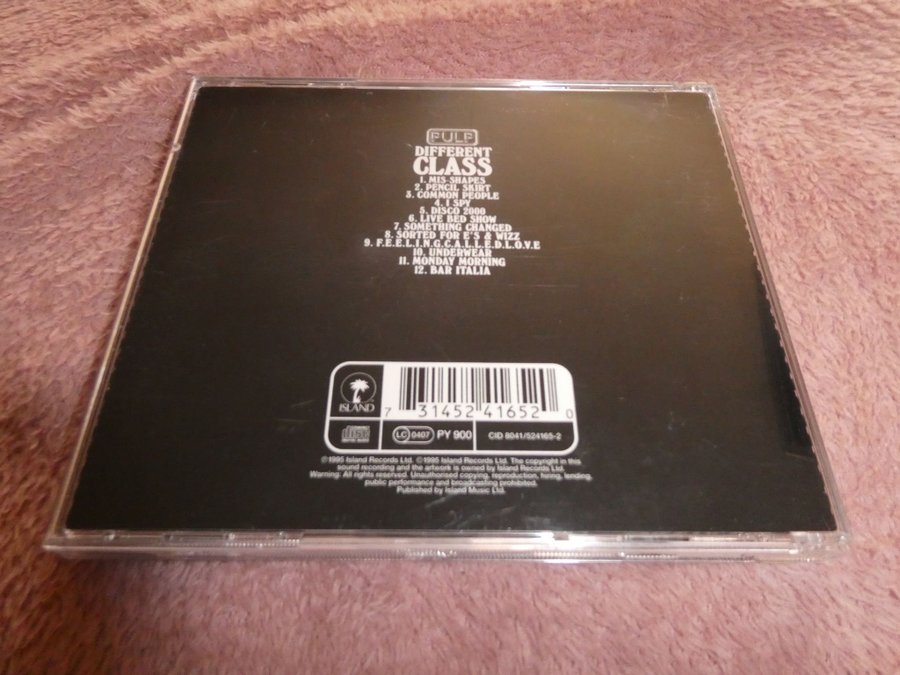 PULP
DIFFERENT
CLASS
1. MIS-SHAPES
2. PENCIL SKIRT
3. COMMON PEOPLE
4. I SPY
5. DISCO 2000
6. LIVE BED SHOW
7. SOMETHING CHANGED
8. SORTED FOR E'S & WIZZ
9. F.E.E.L.I.N.G.C.A.L.L.E.D.L.O.V.E
10. UNDERWEAR
11. MONDAY MORNING
12. BAR ITALIA
ISLAND
7 31452 41652 0
COMPACT disc DIGITAL AUDIO
LC 0407 PY 900 CID 8041/524165-2
℗1995 Island Records Ltd. ©1995 Island Records Ltd. The copyright in this
sound recording and the artwork is owned by Island Records Ltd.
Warning: All rights reserved. Unauthorised copying, reproduction, hiring, lending,
public performance and broadcasting prohibited.
Published by Island Music Ltd.